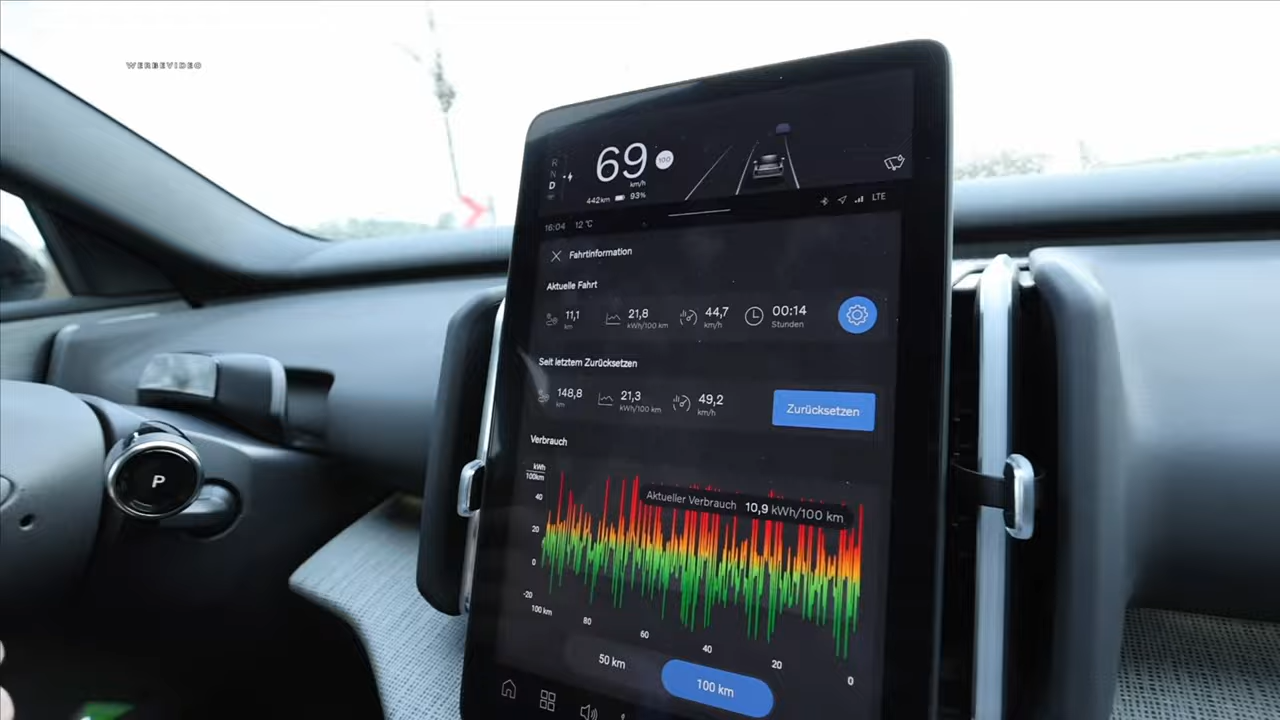 WERBEVIDEO
R
N
D
69
100
km/h
442km 93%
LTE
16:04 12 °C
Fahrtinformation
Aktuelle Fahrt
11,1 km
21,8 kWh/100 km
44,7 km/h
00:14 Stunden
Seit letztem Zurücksetzen
148,8 km
21,3 kWh/100 km
49,2 km/h
Zurücksetzen
Verbrauch
kWh
100km
40
20
0
-20
Aktueller Verbrauch 10,9 kWh/100 km
100 km 80 60 40 20 0
50 km
100 km
P